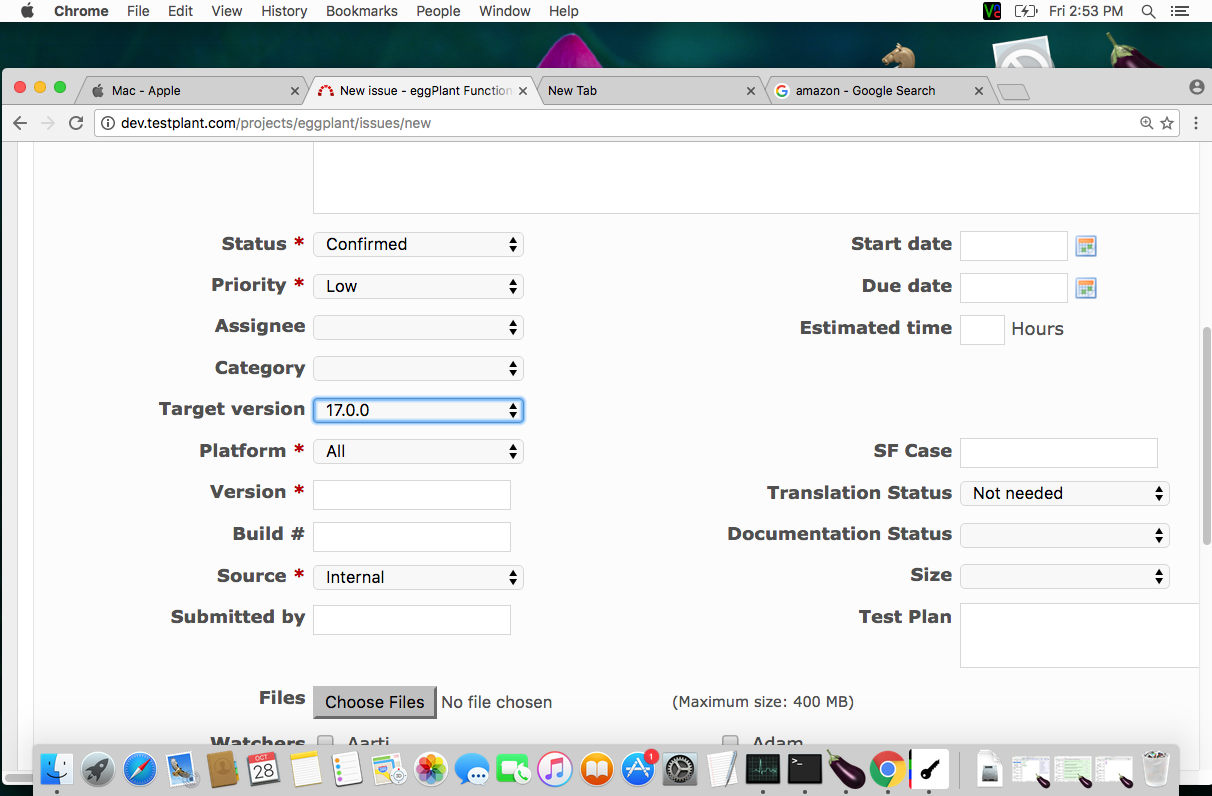 Chrome File Edit View History Bookmarks People Window Help Fri 2:53 PM
Mac - Apple New issue - eggPlant Function New Tab amazon - Google Search
dev.testplant.com/projects/eggplant/issues/new
Status * Confirmed Start date
Priority * Low Due date
Assignee Estimated time Hours
Category
Target version 17.0.0
Platform * All SF Case
Version * Translation Status Not needed
Build # Documentation Status
Source * Internal Size
Submitted by Test Plan
Files Choose Files No file chosen (Maximum size: 400 MB)
Watchers Aarti Adam
OCT
28
1